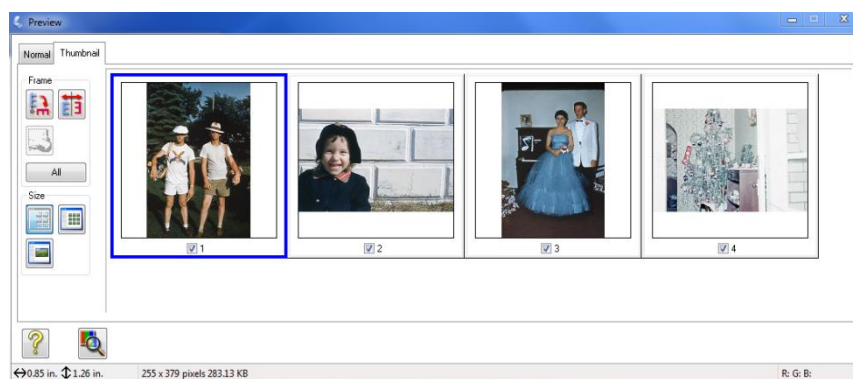 Preview
Normal Thumbnail
Frame
All
Size
1 2 3 4
0.85 in. 1.26 in. 255 x 379 pixels 283.13 KB R: G: B: